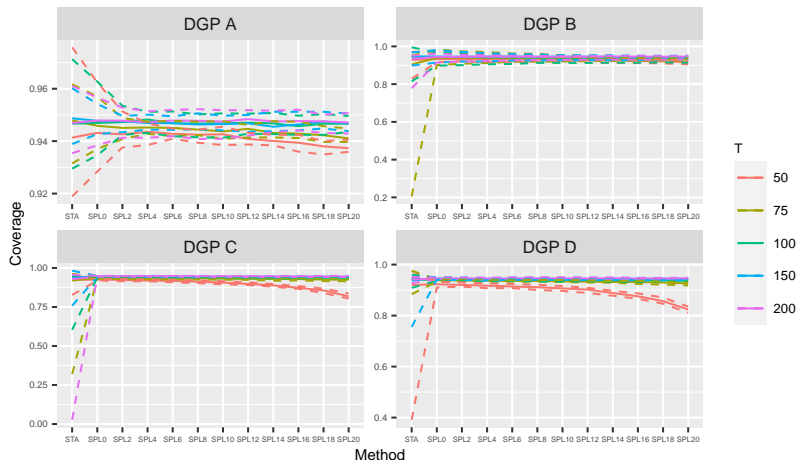 DGP A
DGP B
0.96
0.94
0.92
1.0
0.8
0.6
0.4
0.2
STA SPL0 SPL2 SPL4 SPL6 SPL8 SPL10 SPL12 SPL14 SPL16 SPL18 SPL20
STA SPL0 SPL2 SPL4 SPL6 SPL8 SPL10 SPL12 SPL14 SPL16 SPL18 SPL20
Coverage
DGP C
DGP D
1.00
0.75
0.50
0.25
0.00
1.0
0.8
0.6
0.4
STA SPL0 SPL2 SPL4 SPL6 SPL8 SPL10 SPL12 SPL14 SPL16 SPL18 SPL20
STA SPL0 SPL2 SPL4 SPL6 SPL8 SPL10 SPL12 SPL14 SPL16 SPL18 SPL20
Method
T
50
75
100
150
200